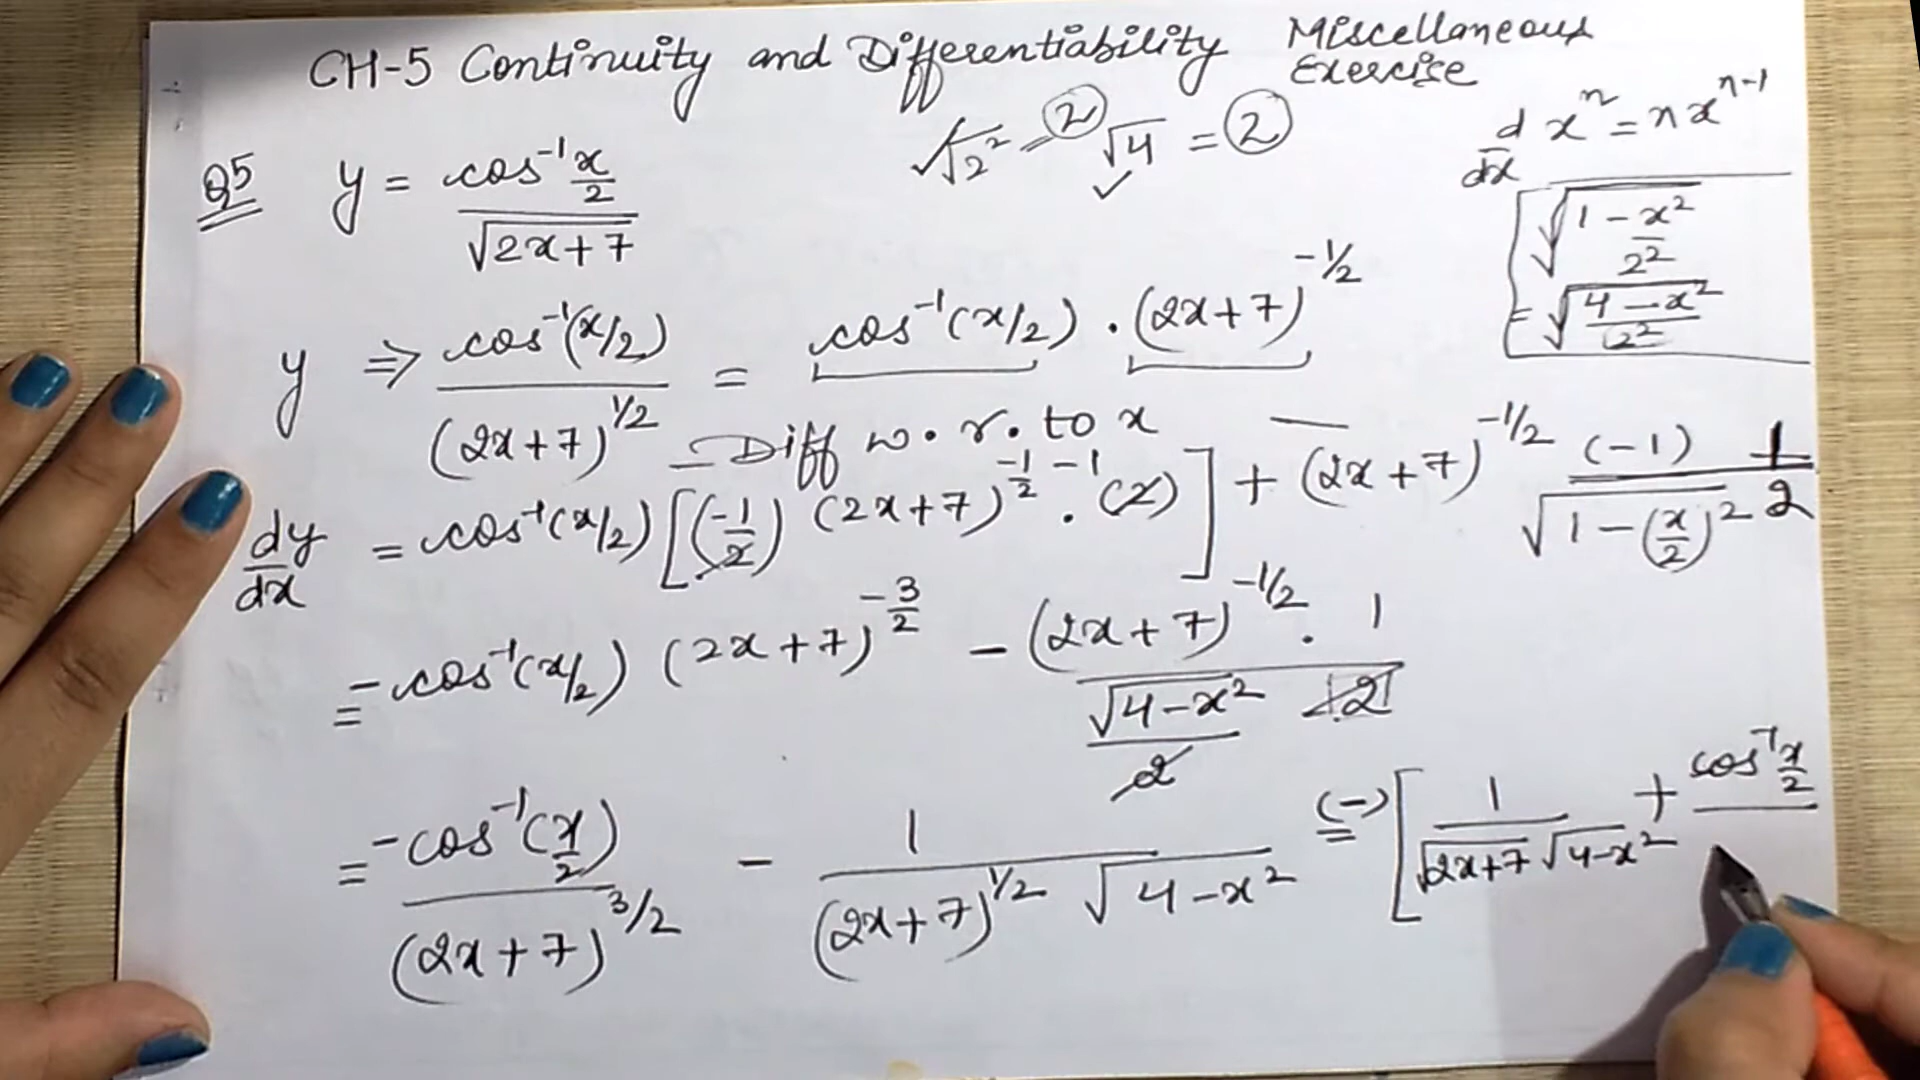 CH-5 Continuity and Differentiability Miscellaneous Exercise
√2² = 2 √4 = 2 ✓
d/dx xⁿ = n xⁿ⁻¹
Q5 y = cos⁻¹ x/2 / √2x+7
√1 - x²/2²
= √4-x²/2²
y ⇒ cos⁻¹(x/2) / (2x+7)^1/2 = cos⁻¹(x/2) . (2x+7)^-1/2
Diff w.r.to x
dy/dx = cos⁻¹(x/2) [(-1/2) (2x+7)^-1/2 -1 . (2)] + (2x+7)^-1/2 (-1) / √1-(x/2)² 1/2
= -cos⁻¹(x/2) (2x+7)^-3/2 - (2x+7)^-1/2 . 1 / √4-x² / 2 2
= -cos⁻¹(x/2) / (2x+7)^3/2 - 1 / (2x+7)^1/2 √4-x² = (-) [ 1 / √2x+7 √4-x² + cos⁻¹ x/2